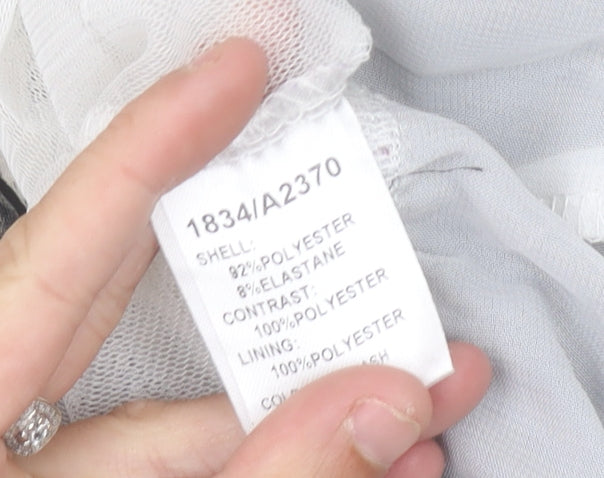 1834/A2370
SHELL:
92%POLYESTER
8%ELASTANE
CONTRAST:
100%POLYESTER
LINING:
100%POLYESTER